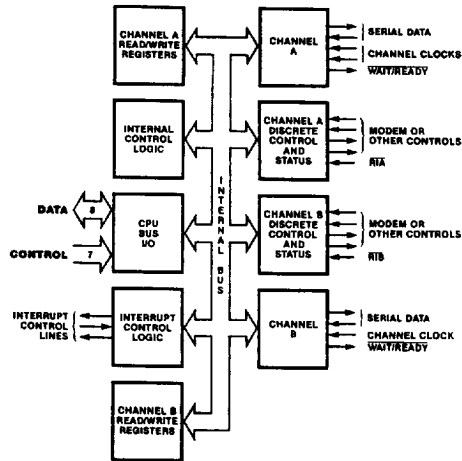 CHANNEL A
READ/WRITE
REGISTERS
CHANNEL
A
SERIAL DATA
CHANNEL CLOCKS
WAIT/READY
INTERNAL
CONTROL
LOGIC
CHANNEL A
DISCRETE
CONTROL
AND
STATUS
MODEM OR
OTHER CONTROLS
RIA
INTERNAL BUS
DATA
8
CPU
BUS
I/O
CONTROL
7
CHANNEL B
DISCRETE
CONTROL
AND
STATUS
MODEM OR
OTHER CONTROLS
RIB
INTERRUPT
CONTROL
LINES
INTERRUPT
CONTROL
LOGIC
CHANNEL
B
SERIAL DATA
CHANNEL CLOCK
WAIT/READY
CHANNEL B
READ/WRITE
REGISTERS